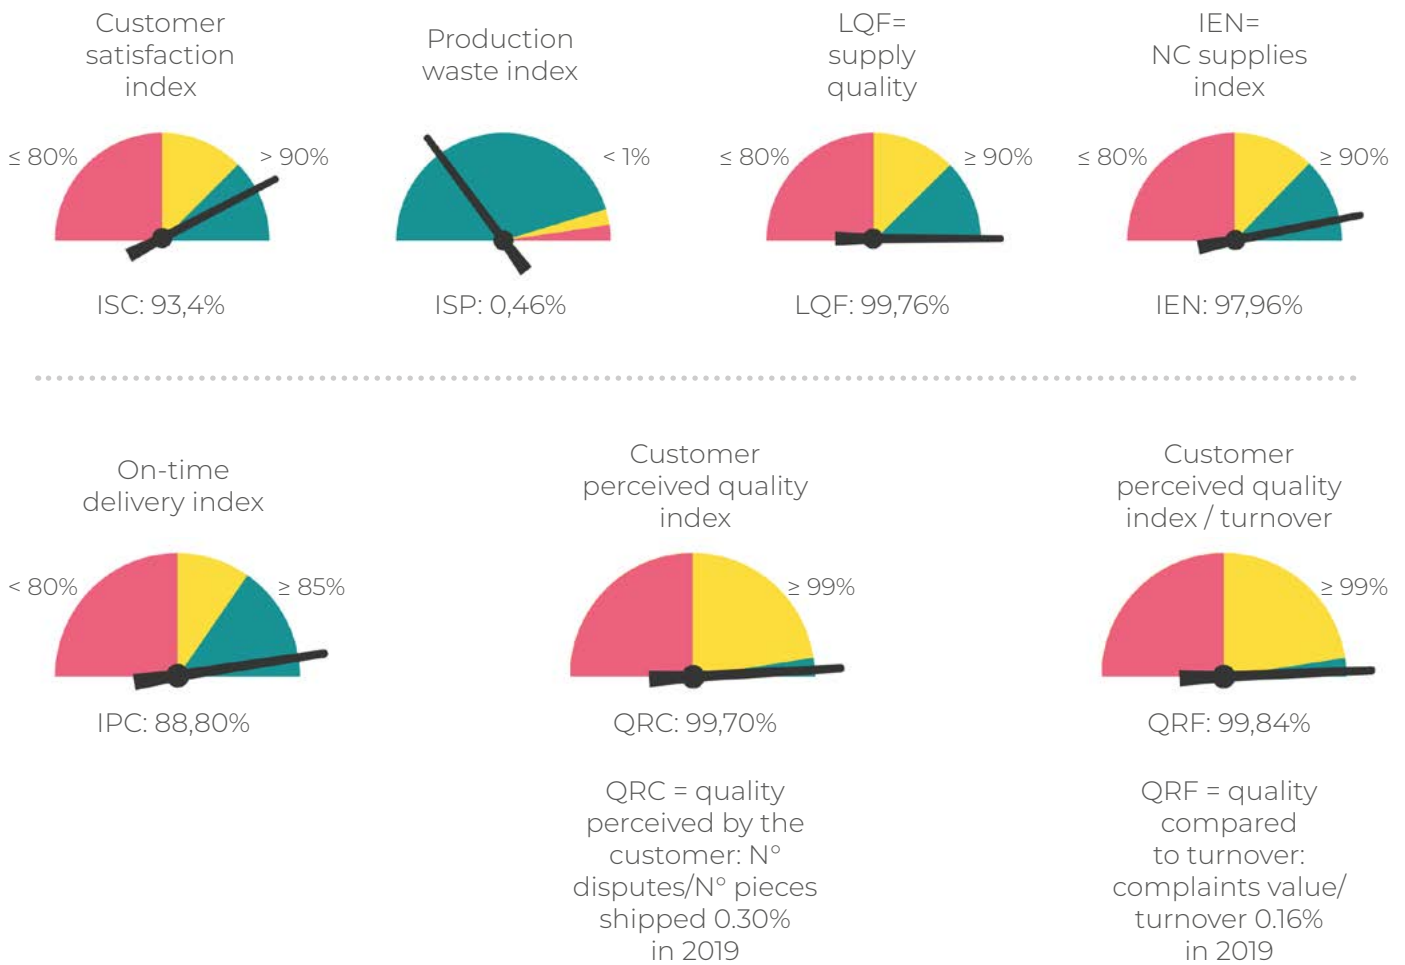 Customer
satisfaction
index
≤ 80%
> 90%
ISC: 93,4%
Production
waste index
< 1%
ISP: 0,46%
LQF=
supply
quality
≤ 80%
≥ 90%
LQF: 99,76%
IEN=
NC supplies
index
≤ 80%
≥ 90%
IEN: 97,96%
On-time
delivery index
< 80%
≥ 85%
IPC: 88,80%
Customer
perceived quality
index
≥ 99%
QRC: 99,70%
QRC = quality
perceived by the
customer: N°
disputes/N° pieces
shipped 0.30%
in 2019
Customer
perceived quality
index / turnover
≥ 99%
QRF: 99,84%
QRF = quality
compared
to turnover:
complaints value/
turnover 0.16%
in 2019